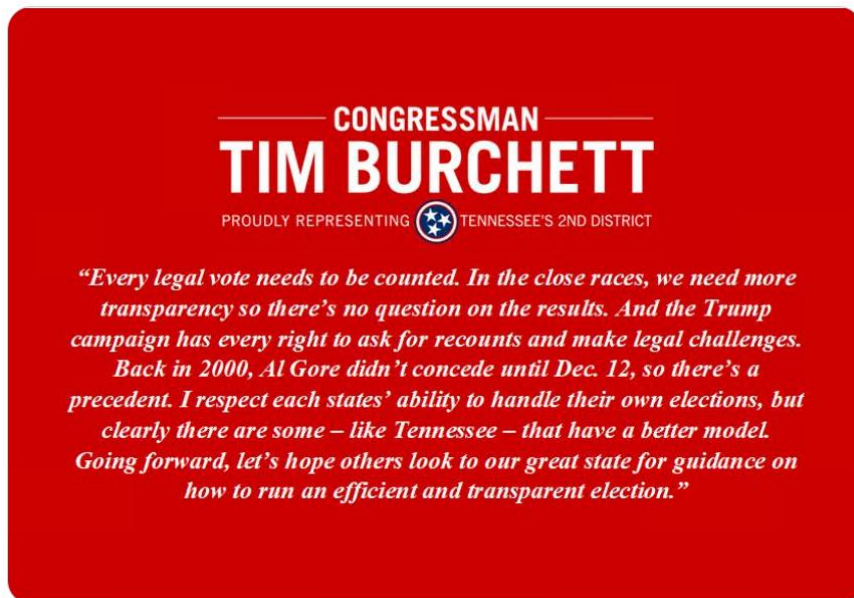 CONGRESSMAN
TIM BURCHETT
PROUDLY REPRESENTING TENNESSEE'S 2ND DISTRICT
“Every legal vote needs to be counted. In the close races, we need more
transparency so there’s no question on the results. And the Trump
campaign has every right to ask for recounts and make legal challenges.
Back in 2000, Al Gore didn’t concede until Dec. 12, so there’s a
precedent. I respect each states’ ability to handle their own elections, but
clearly there are some – like Tennessee – that have a better model.
Going forward, let’s hope others look to our great state for guidance on
how to run an efficient and transparent election.”